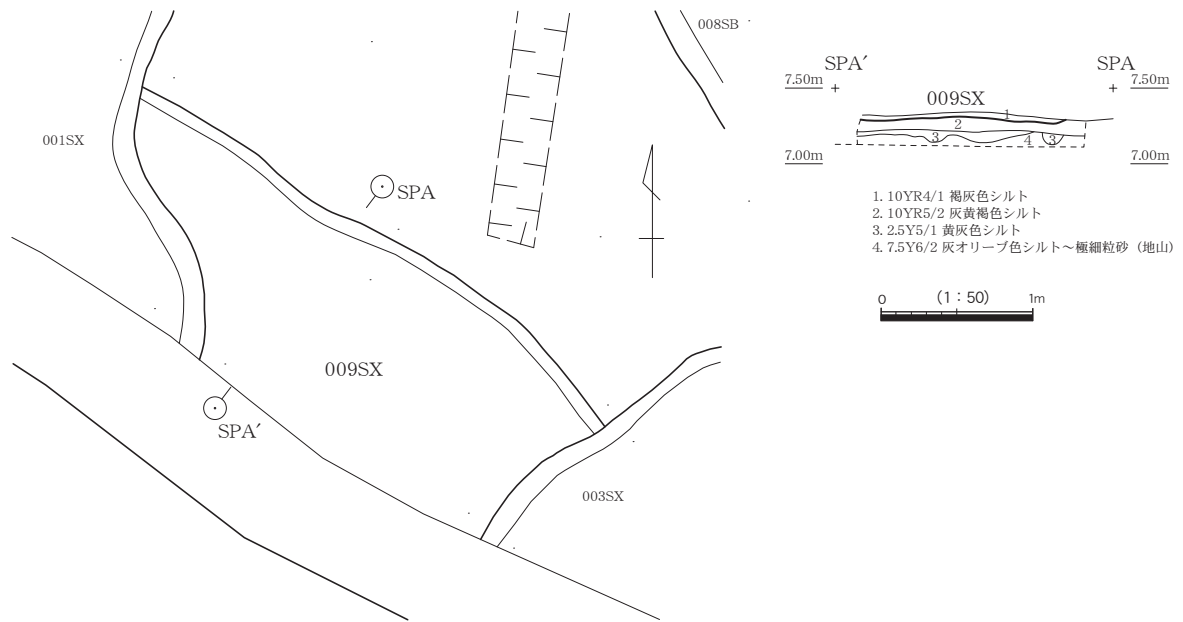 008SB
001SX
SPA
009SX
SPA′
003SX
SPA′
SPA
7.50m
7.50m
009SX
1
2
3
4
3
7.00m
7.00m
1. 10YR4/1 褐灰色シルト
2. 10YR5/2 灰黄褐色シルト
3. 2.5Y5/1 黄灰色シルト
4. 7.5Y6/2 灰オリーブ色シルト～極細粒砂（地山）
0 （1：50） 1m